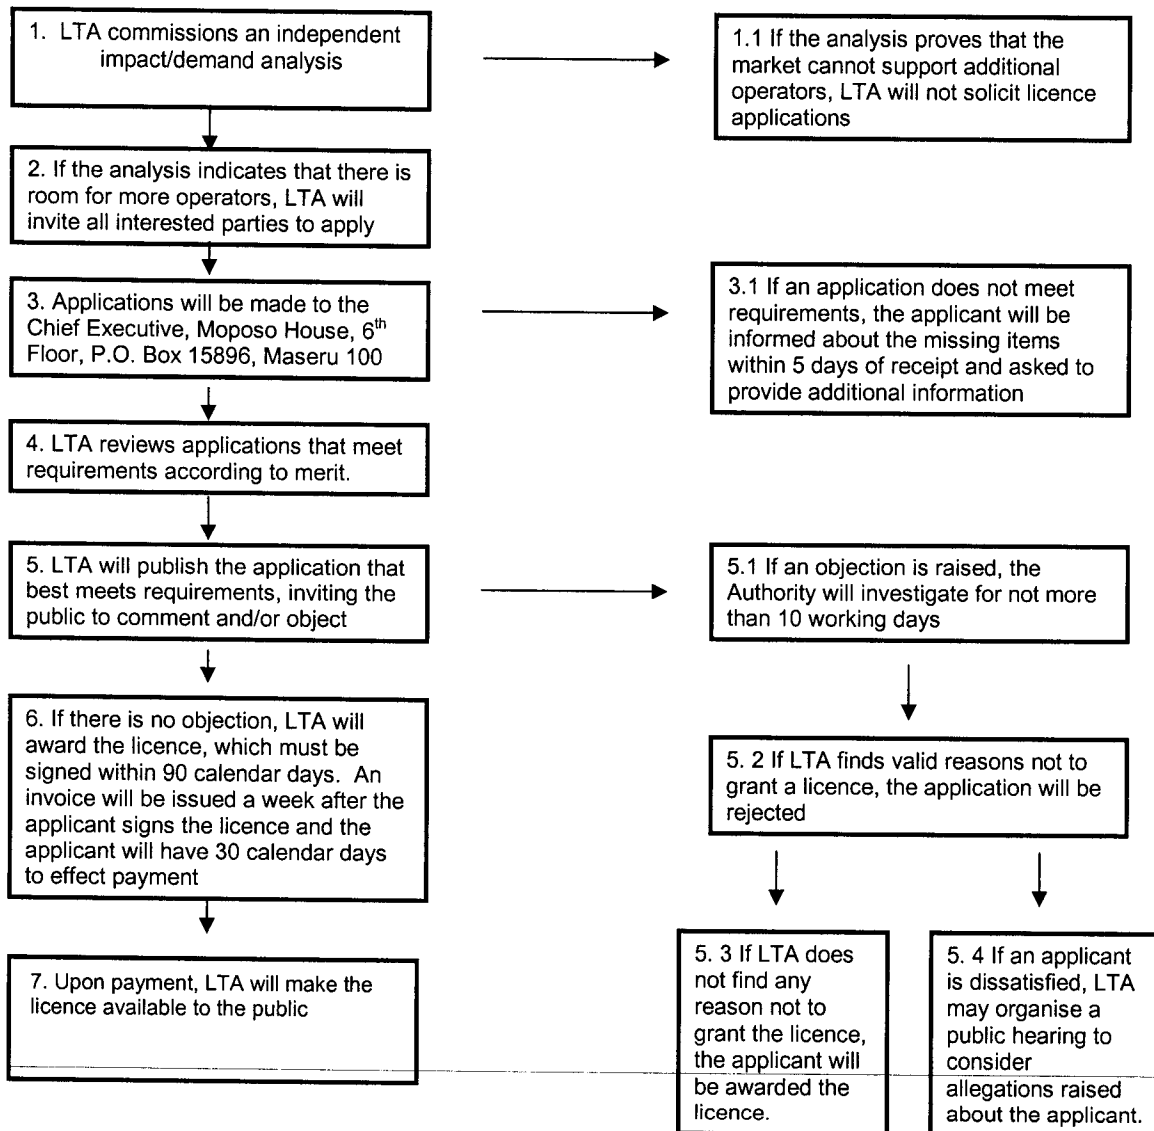 1. LTA commissions an independent
impact/demand analysis
1.1 If the analysis proves that the
market cannot support additional
operators, LTA will not solicit licence
applications
2. If the analysis indicates that there is
room for more operators, LTA will
invite all interested parties to apply
3. Applications will be made to the
Chief Executive, Moposo House, 6th
Floor, P.O. Box 15896, Maseru 100
3.1 If an application does not meet
requirements, the applicant will be
informed about the missing items
within 5 days of receipt and asked to
provide additional information
4. LTA reviews applications that meet
requirements according to merit.
5. LTA will publish the application that
best meets requirements, inviting the
public to comment and/or object
5.1 If an objection is raised, the
Authority will investigate for not more
than 10 working days
6. If there is no objection, LTA will
award the licence, which must be
signed within 90 calendar days. An
invoice will be issued a week after the
applicant signs the licence and the
applicant will have 30 calendar days
to effect payment
5. 2 If LTA finds valid reasons not to
grant a licence, the application will be
rejected
7. Upon payment, LTA will make the
licence available to the public
5. 3 If LTA does
not find any
reason not to
grant the licence,
the applicant will
be awarded the
licence.
5. 4 If an applicant
is dissatisfied, LTA
may organise a
public hearing to
consider
allegations raised
about the applicant.